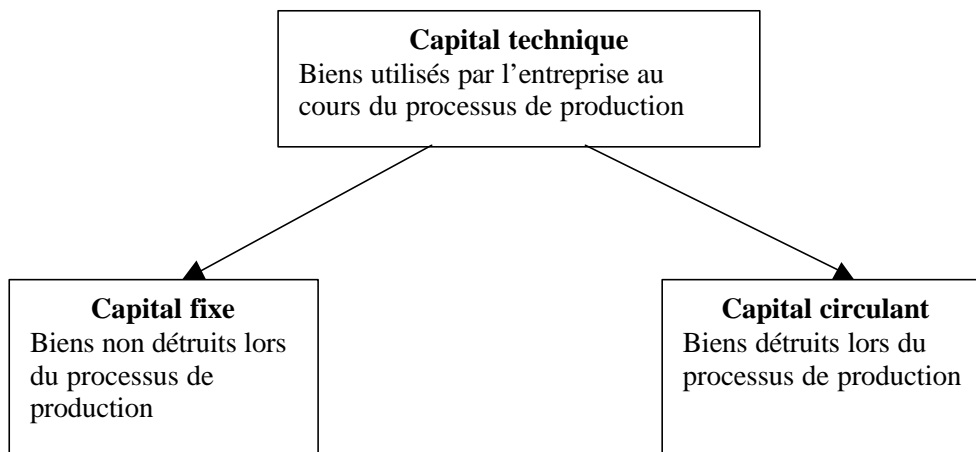 Capital technique
Biens utilisés par l’entreprise au
cours du processus de production
Capital fixe
Biens non détruits lors
du processus de
production
Capital circulant
Biens détruits lors du
processus de production